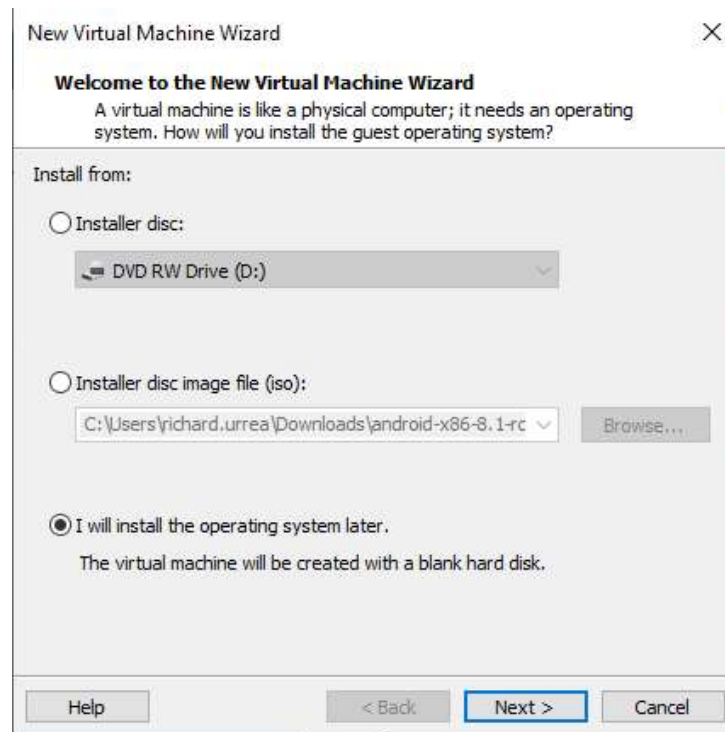 New Virtual Machine Wizard
Welcome to the New Virtual Machine Wizard
A virtual machine is like a physical computer; it needs an operating
system. How will you install the guest operating system?
Install from:
Installer disc:
DVD RW Drive (D:)
Installer disc image file (iso):
C:\Users\richard.urrea\Downloads\android-x86-8.1-rc
Browse...
I will install the operating system later.
The virtual machine will be created with a blank hard disk.
Help
< Back
Next >
Cancel